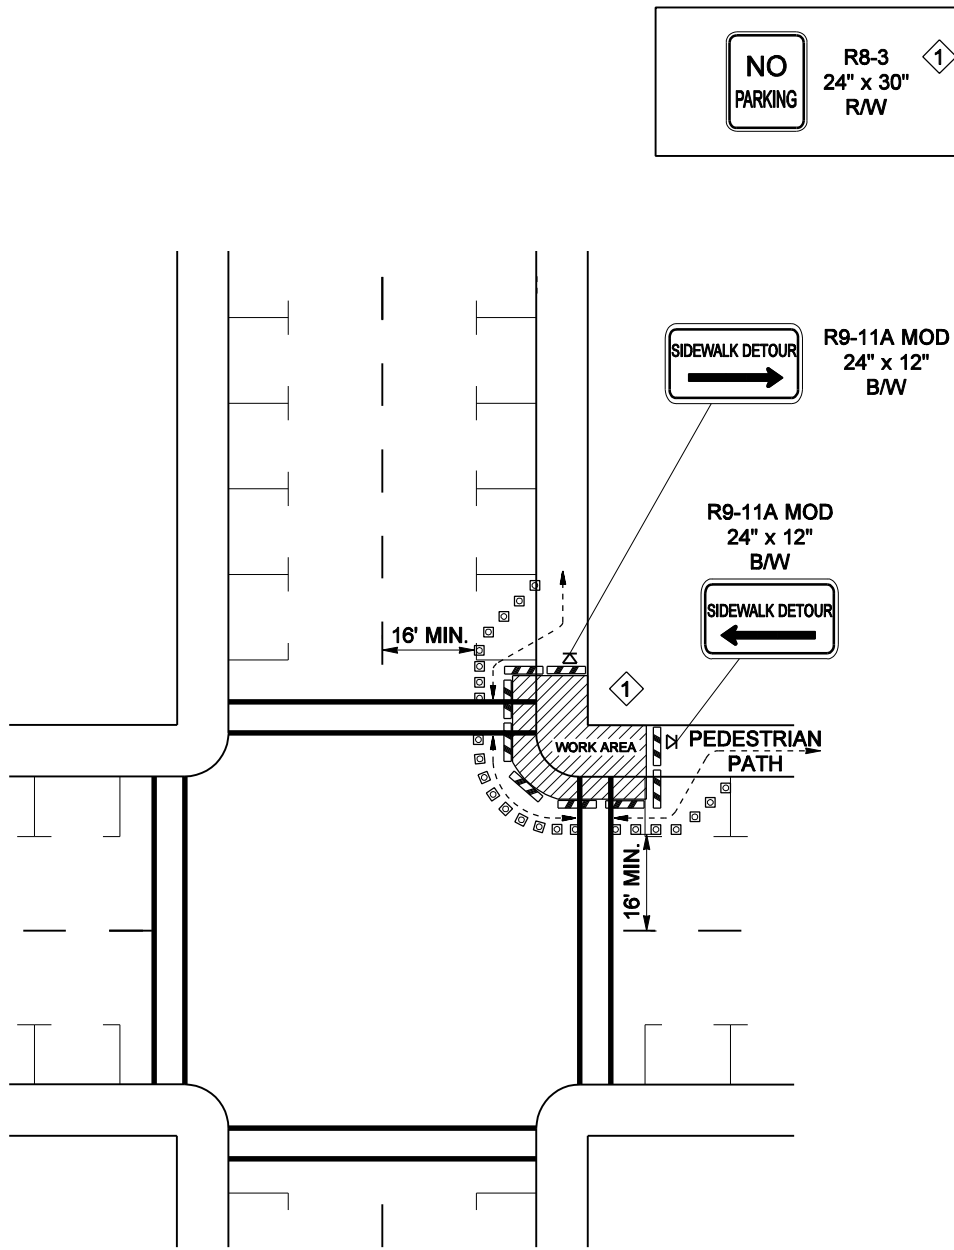 NO
PARKING
R8-3
24" x 30"
R/W
1
SIDEWALK DETOUR
R9-11A MOD
24" x 12"
B/W
R9-11A MOD
24" x 12"
B/W
SIDEWALK DETOUR
16' MIN.
1
WORK AREA
PEDESTRIAN
PATH
16' MIN.